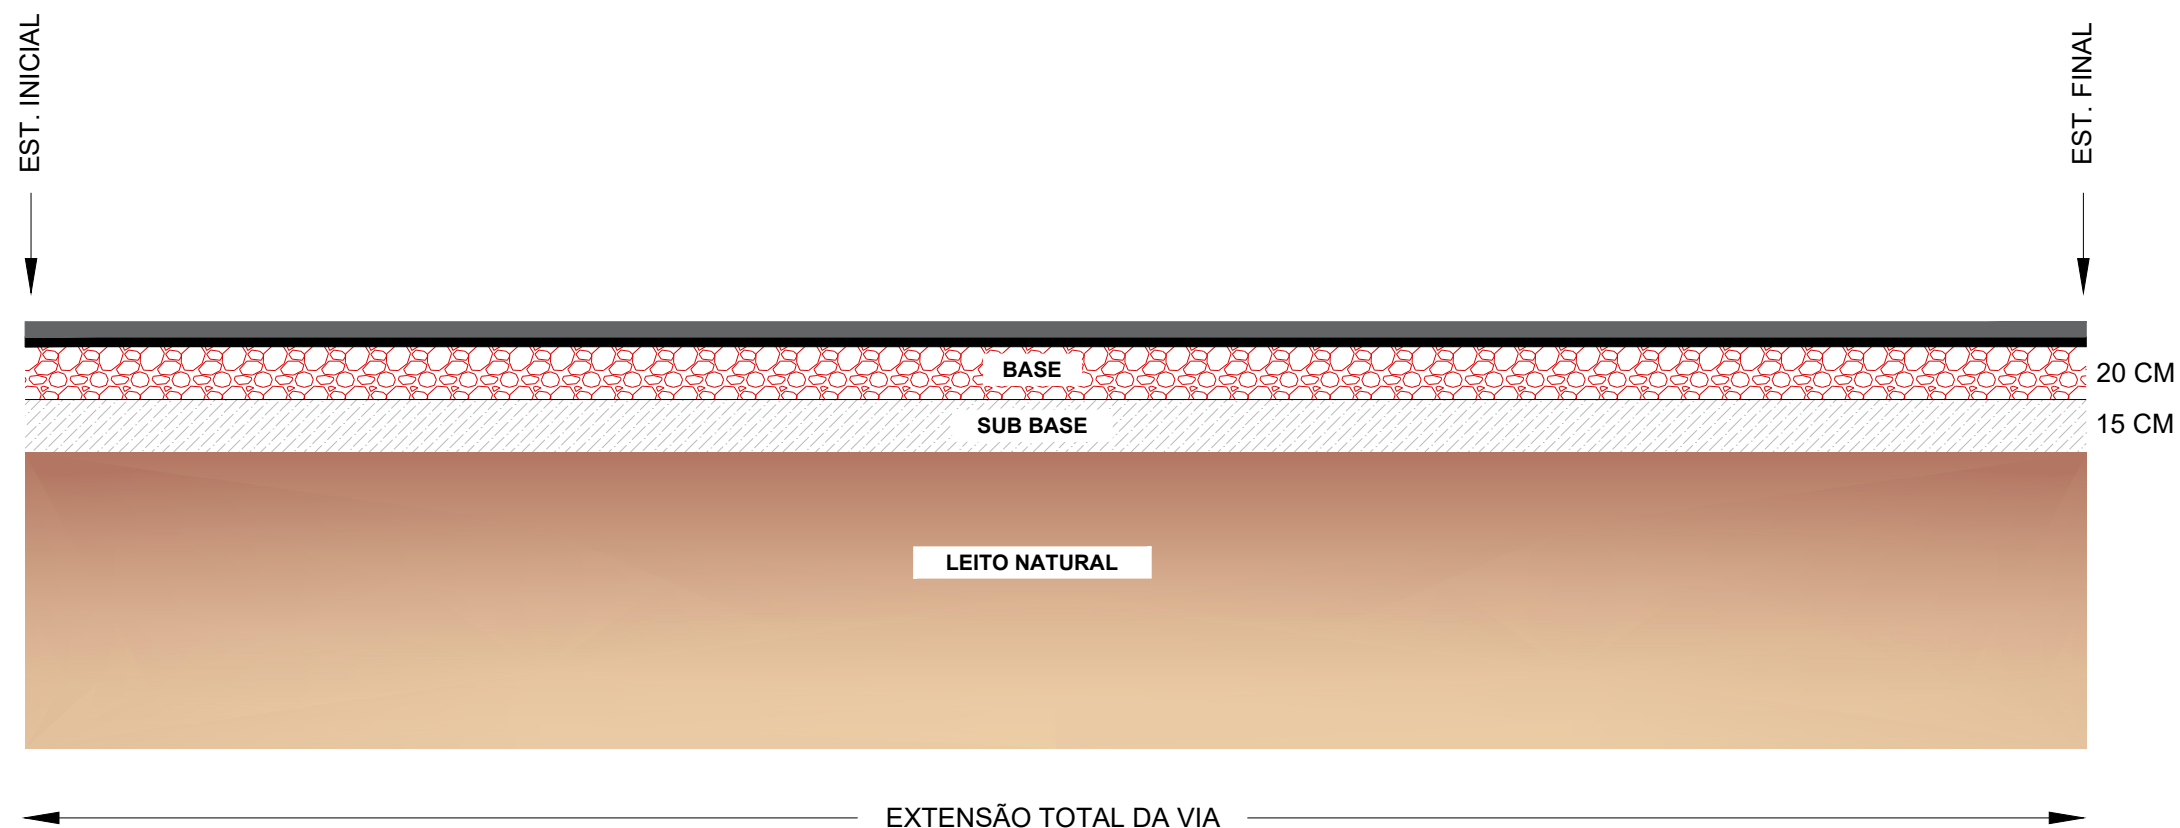 EST. INICIAL
EST. FINAL
BASE
20 CM
SUB BASE
15 CM
LEITO NATURAL
EXTENSÃO TOTAL DA VIA